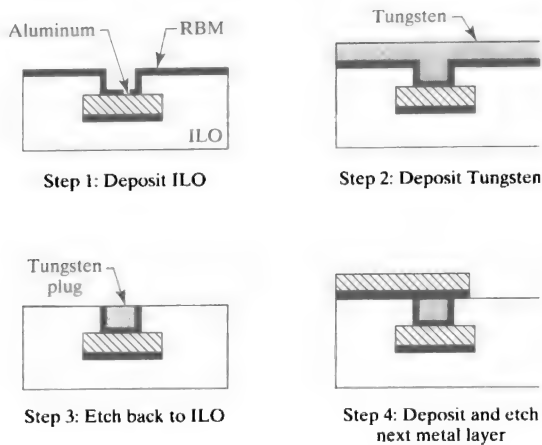 Aluminum
RBM
ILO
Step 1: Deposit ILO
Tungsten
Step 2: Deposit Tungsten
Tungsten
plug
Step 3: Etch back to ILO
Step 4: Deposit and etch
next metal layer